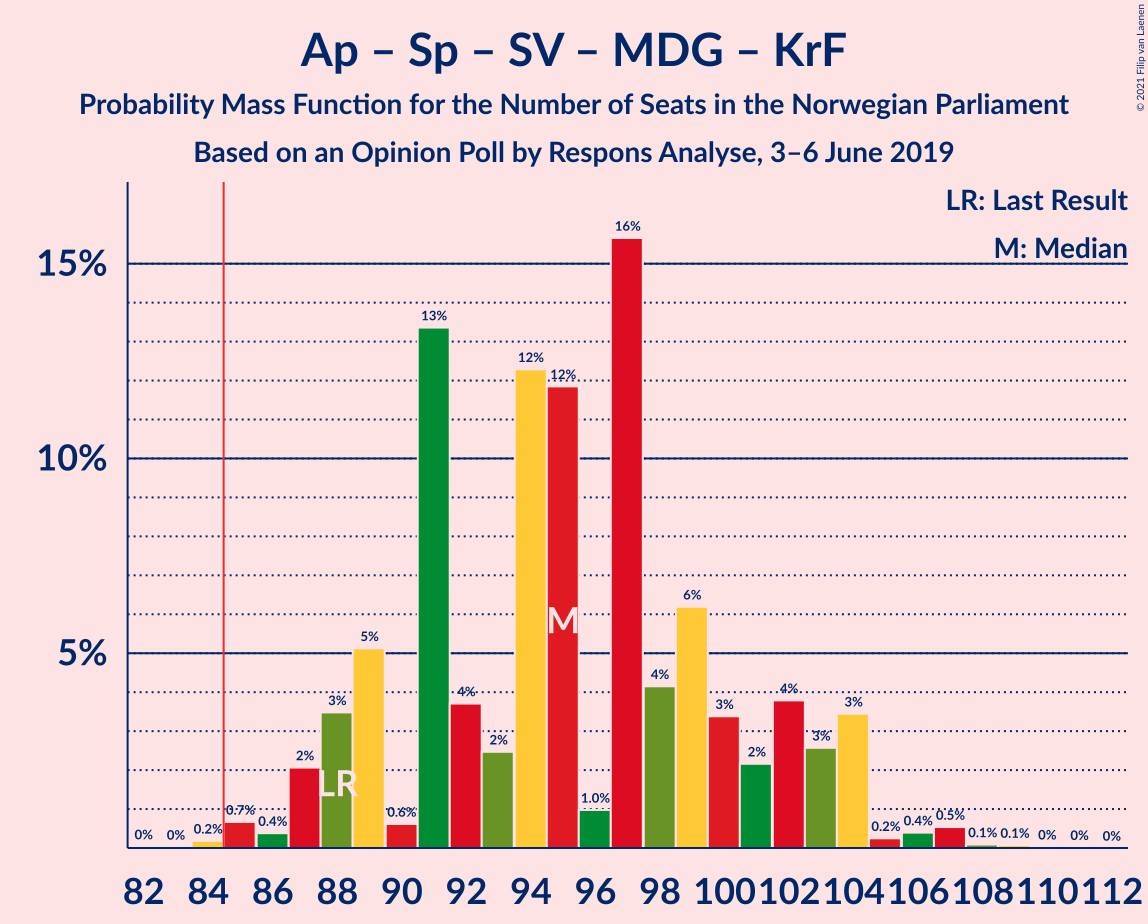 Ap – Sp – SV – MDG – KrF
Probability Mass Function for the Number of Seats in the Norwegian Parliament
Based on an Opinion Poll by Respons Analyse, 3–6 June 2019
© 2021 Filip van Laenen
LR: Last Result
M: Median
15%
10%
5%
0% 0% 0.2% 0.7% 0.4% 2% 3% 5% 0.6% 13% 4% 2% 12% 12% 1.0% 16% 4% 6% 3% 2% 4% 3% 3% 0.2% 0.4% 0.5% 0.1% 0.1% 0% 0% 0%
LR
M
82 84 86 88 90 92 94 96 98 100 102 104 106 108 110 112